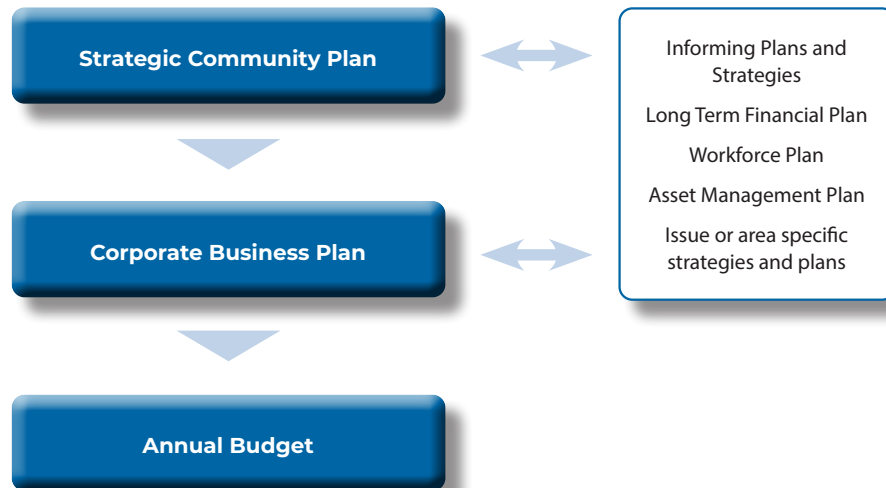 Strategic Community Plan
Informing Plans and
Strategies
Long Term Financial Plan
Workforce Plan
Asset Management Plan
Issue or area specific
strategies and plans
Corporate Business Plan
Annual Budget